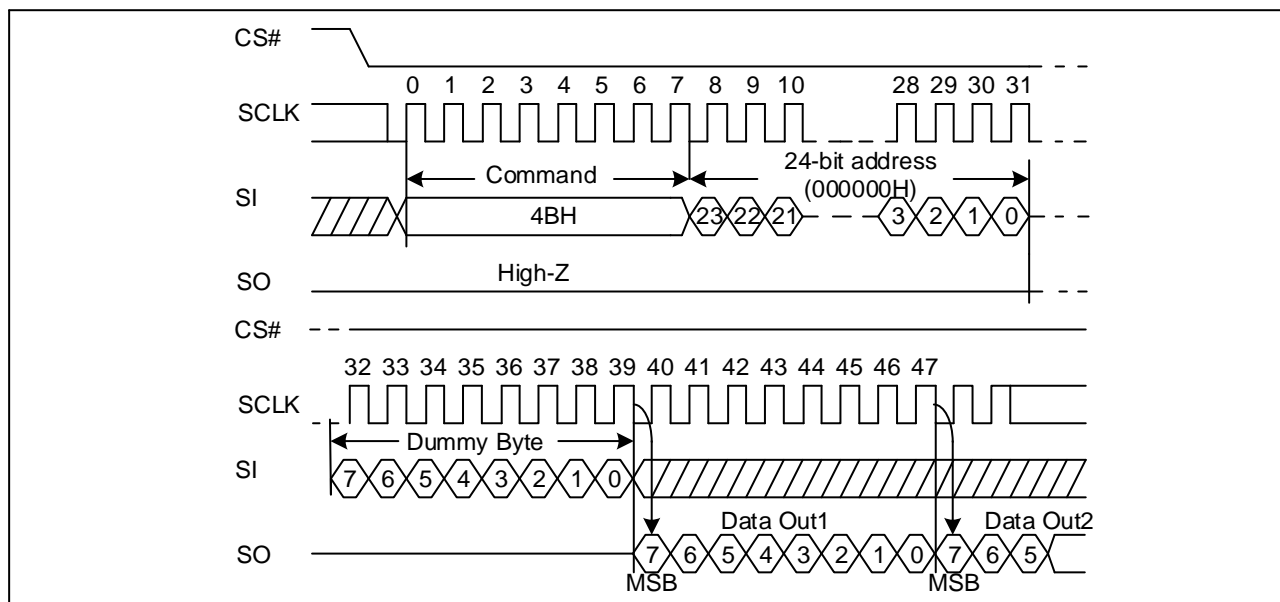 CS#
0 1 2 3 4 5 6 7 8 9 10 28 29 30 31
SCLK
Command
24-bit address
(000000H)
SI
4BH
23 22 21 3 2 1 0
High-Z
SO
CS#
32 33 34 35 36 37 38 39 40 41 42 43 44 45 46 47
SCLK
Dummy Byte
SI
7 6 5 4 3 2 1 0
Data Out1 Data Out2
SO
7 6 5 4 3 2 1 0 7 6 5
MSB MSB